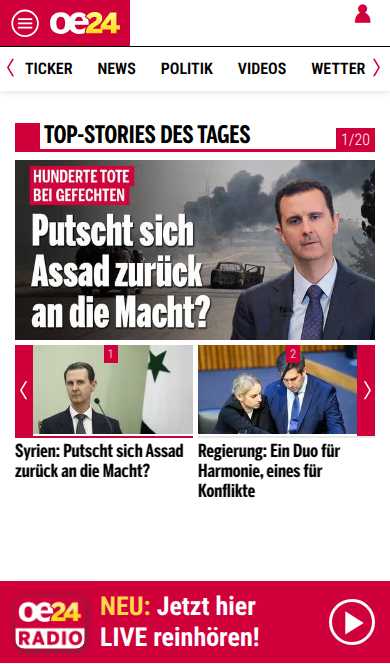 oe24
TICKER NEWS POLITIK VIDEOS WETTER
TOP-STORIES DES TAGES
1/20
HUNDERTE TOTE
BEI GEFECHTEN
Putscht sich
Assad zurück
an die Macht?
1
2
Syrien: Putscht sich Assad
zurück an die Macht?
Regierung: Ein Duo für
Harmonie, eines für
Konflikte
oe24
RADIO
NEU: Jetzt hier
LIVE reinhören!